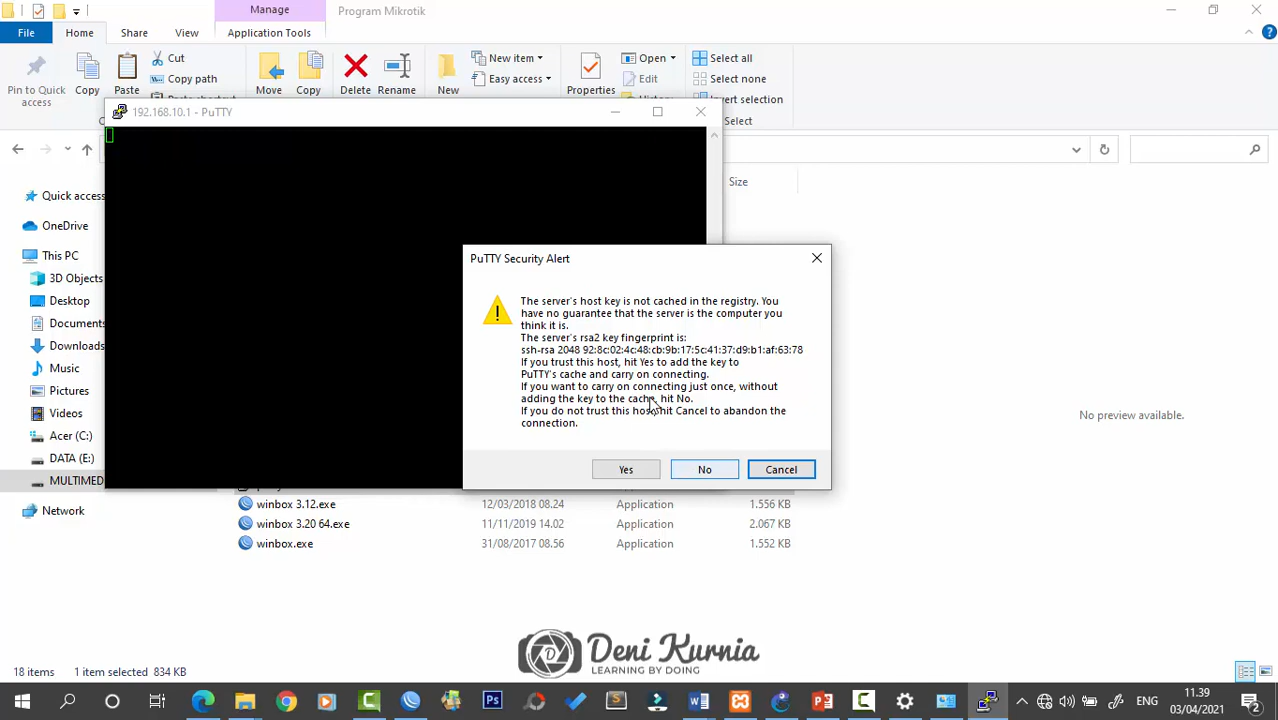 Manage
Program Mikrotik
File
Home
Share
View
Application Tools
Pin to Quick
access
Copy
Paste
Cut
Copy path
Move
Copy
Delete
Rename
New
New item
Easy access
Properties
Open
Edit
Select all
Select none
Invert selection
Select
192.168.10.1 - PuTTY
Size
Quick access
OneDrive
This PC
3D Objects
Desktop
Documents
Downloads
Music
Pictures
Videos
Acer (C:)
DATA (E:)
MULTIMED
Network
PuTTY Security Alert
The server's host key is not cached in the registry. You
have no guarantee that the server is the computer you
think it is.
The server's rsa2 key fingerprint is:
ssh-rsa 2048 92:8c:02:4c:48:cb:9b:17:5c:41:37:d9:b1:af:63:78
If you trust this host, hit Yes to add the key to
PuTTY's cache and carry on connecting.
If you want to carry on connecting just once, without
adding the key to the cache, hit No.
If you do not trust this host, hit Cancel to abandon the
connection.
Yes
No
Cancel
No preview available.
winbox 3.12.exe 12/03/2018 08.24 Application 1.556 KB
winbox 3.20 64.exe 11/11/2019 14.02 Application 2.067 KB
winbox.exe 31/08/2017 08.56 Application 1.552 KB
Deni Kurnia
LEARNING BY DOING
18 items 1 item selected 834 KB
ENG
11.39
03/04/2021
2